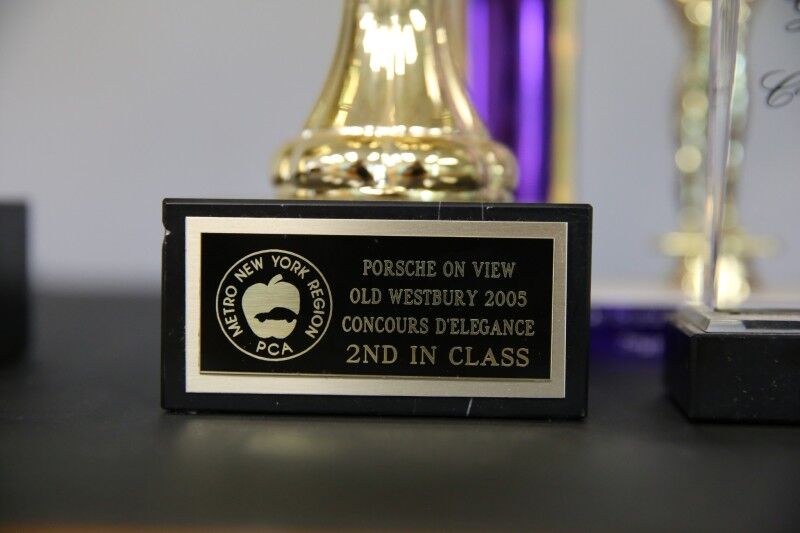 METRO NEW YORK REGION
PCA
PORSCHE ON VIEW
OLD WESTBURY 2005
CONCOURS D'ELEGANCE
2ND IN CLASS